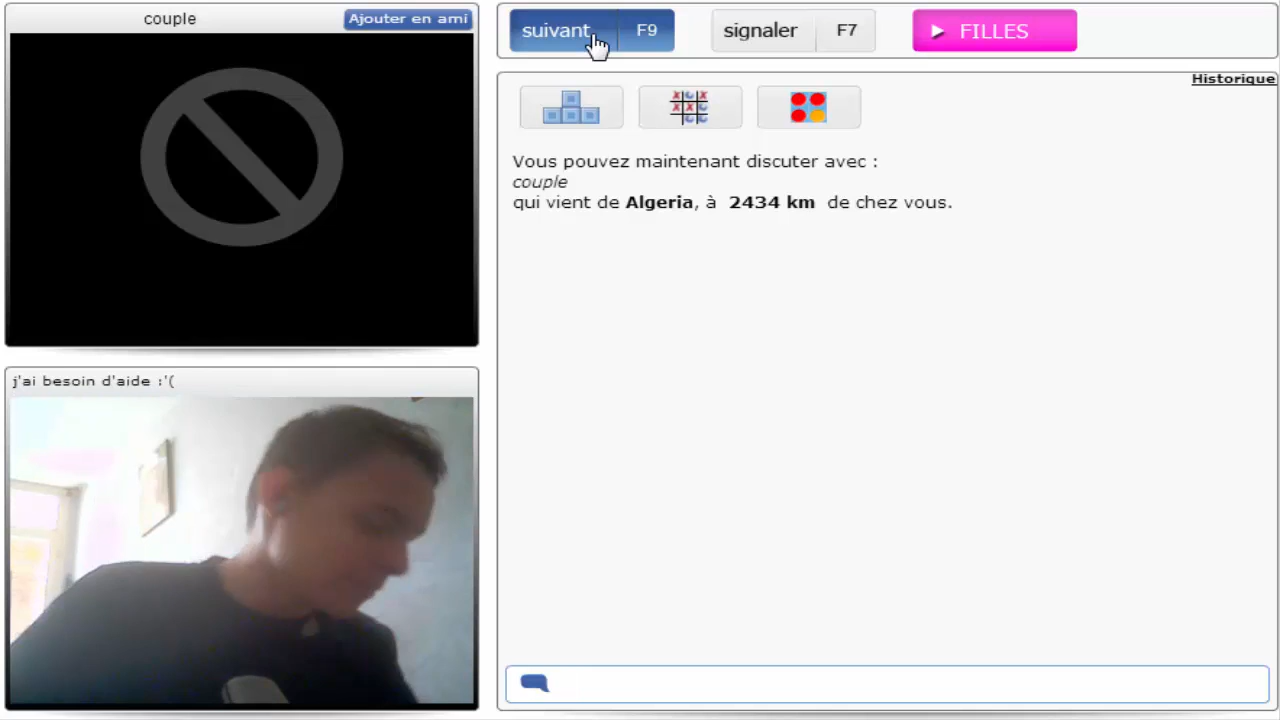 couple
Ajouter en ami
suivant F9
signaler F7
FILLES
Historique
Vous pouvez maintenant discuter avec :
couple
qui vient de Algeria, à 2434 km de chez vous.
j'ai besoin d'aide :'(